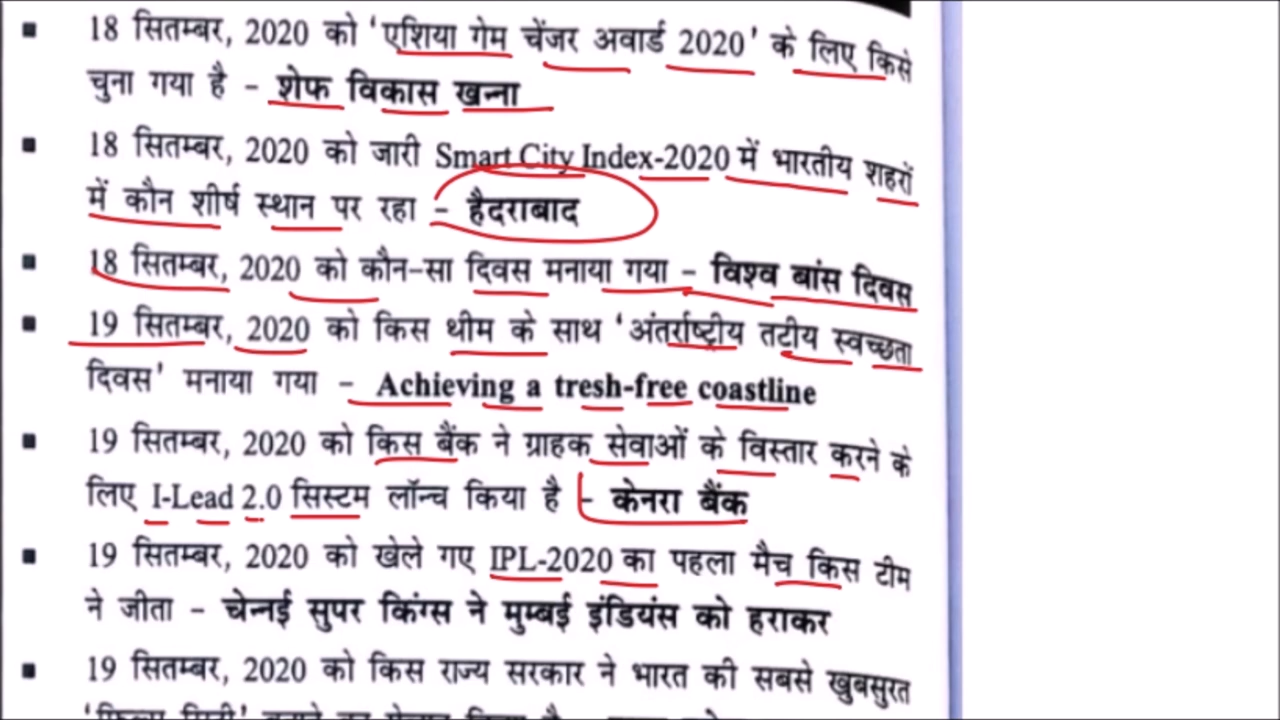 ▪ 18 सितम्बर, 2020 को 'एशिया गेम चेंजर अवार्ड 2020' के लिए किसे
चुना गया है - शेफ विकास खन्ना
▪ 18 सितम्बर, 2020 को जारी Smart City Index-2020 में भारतीय शहरों
में कौन शीर्ष स्थान पर रहा - हैदराबाद
▪ 18 सितम्बर, 2020 को कौन-सा दिवस मनाया गया - विश्व बांस दिवस
▪ 19 सितम्बर, 2020 को किस थीम के साथ 'अंतर्राष्ट्रीय तटीय स्वच्छता
दिवस' मनाया गया - Achieving a tresh-free coastline
▪ 19 सितम्बर, 2020 को किस बैंक ने ग्राहक सेवाओं के विस्तार करने के
लिए I-Lead 2.0 सिस्टम लॉन्च किया है - केनरा बैंक
▪ 19 सितम्बर, 2020 को खेले गए IPL-2020 का पहला मैच किस टीम
ने जीता - चेन्नई सुपर किंग्स ने मुम्बई इंडियंस को हराकर
▪ 19 सितम्बर, 2020 को किस राज्य सरकार ने भारत की सबसे खुबसुरत